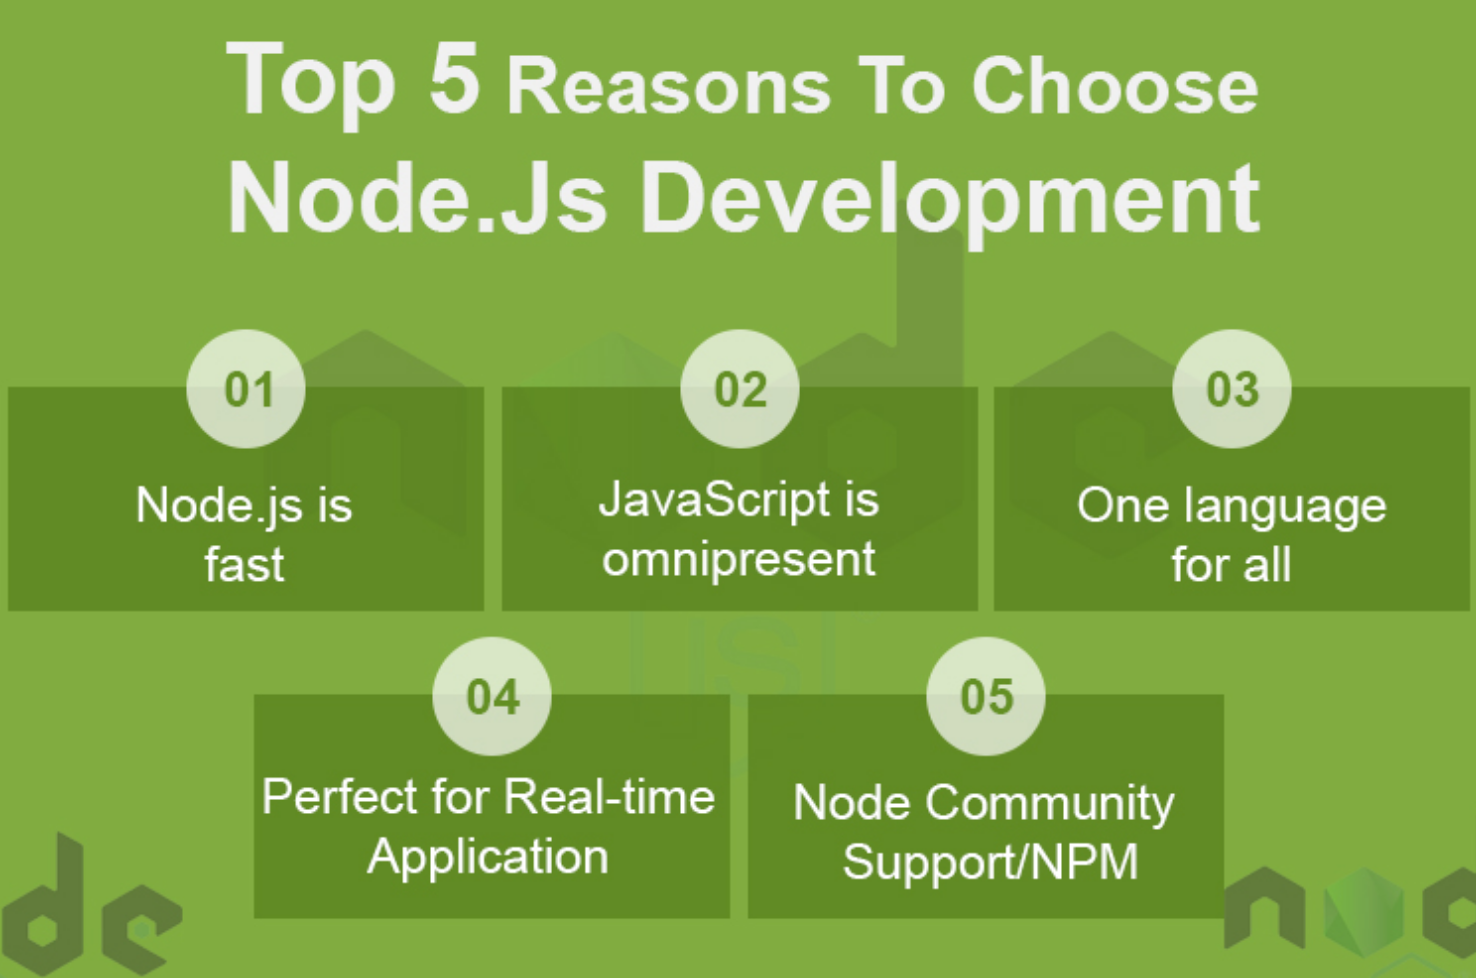 Top 5 Reasons To Choose
Node.Js Development
01
Node.js is
fast
02
JavaScript is
omnipresent
03
One language
for all
04
Perfect for Real-time
Application
05
Node Community
Support/NPM